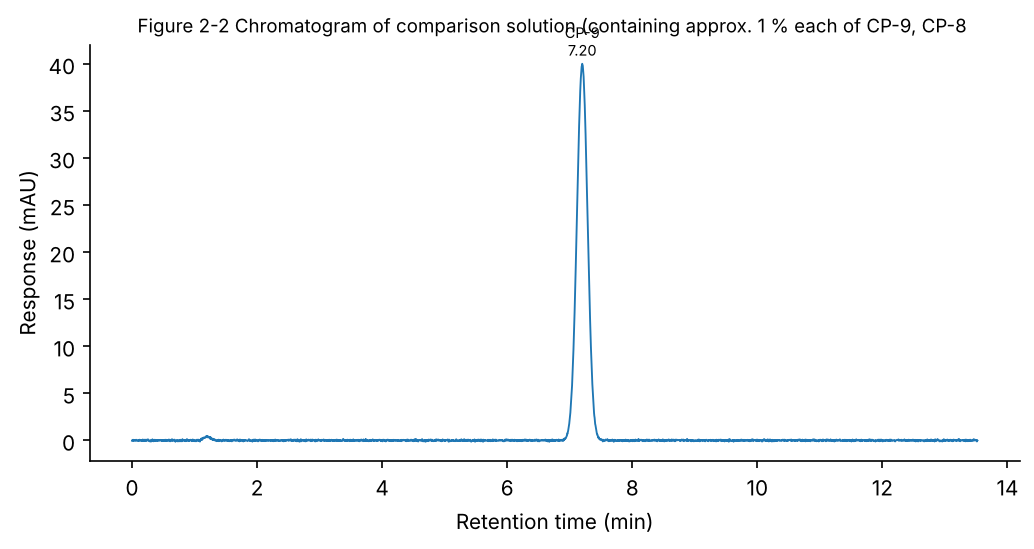 Figure 2-2 Chromatogram of comparison solution (containing approx. 1 % each of CP-9, CP-8
CP-9
7.20
40
35
30
25
20
15
10
5
0
Response (mAU)
0 2 4 6 8 10 12 14
Retention time (min)